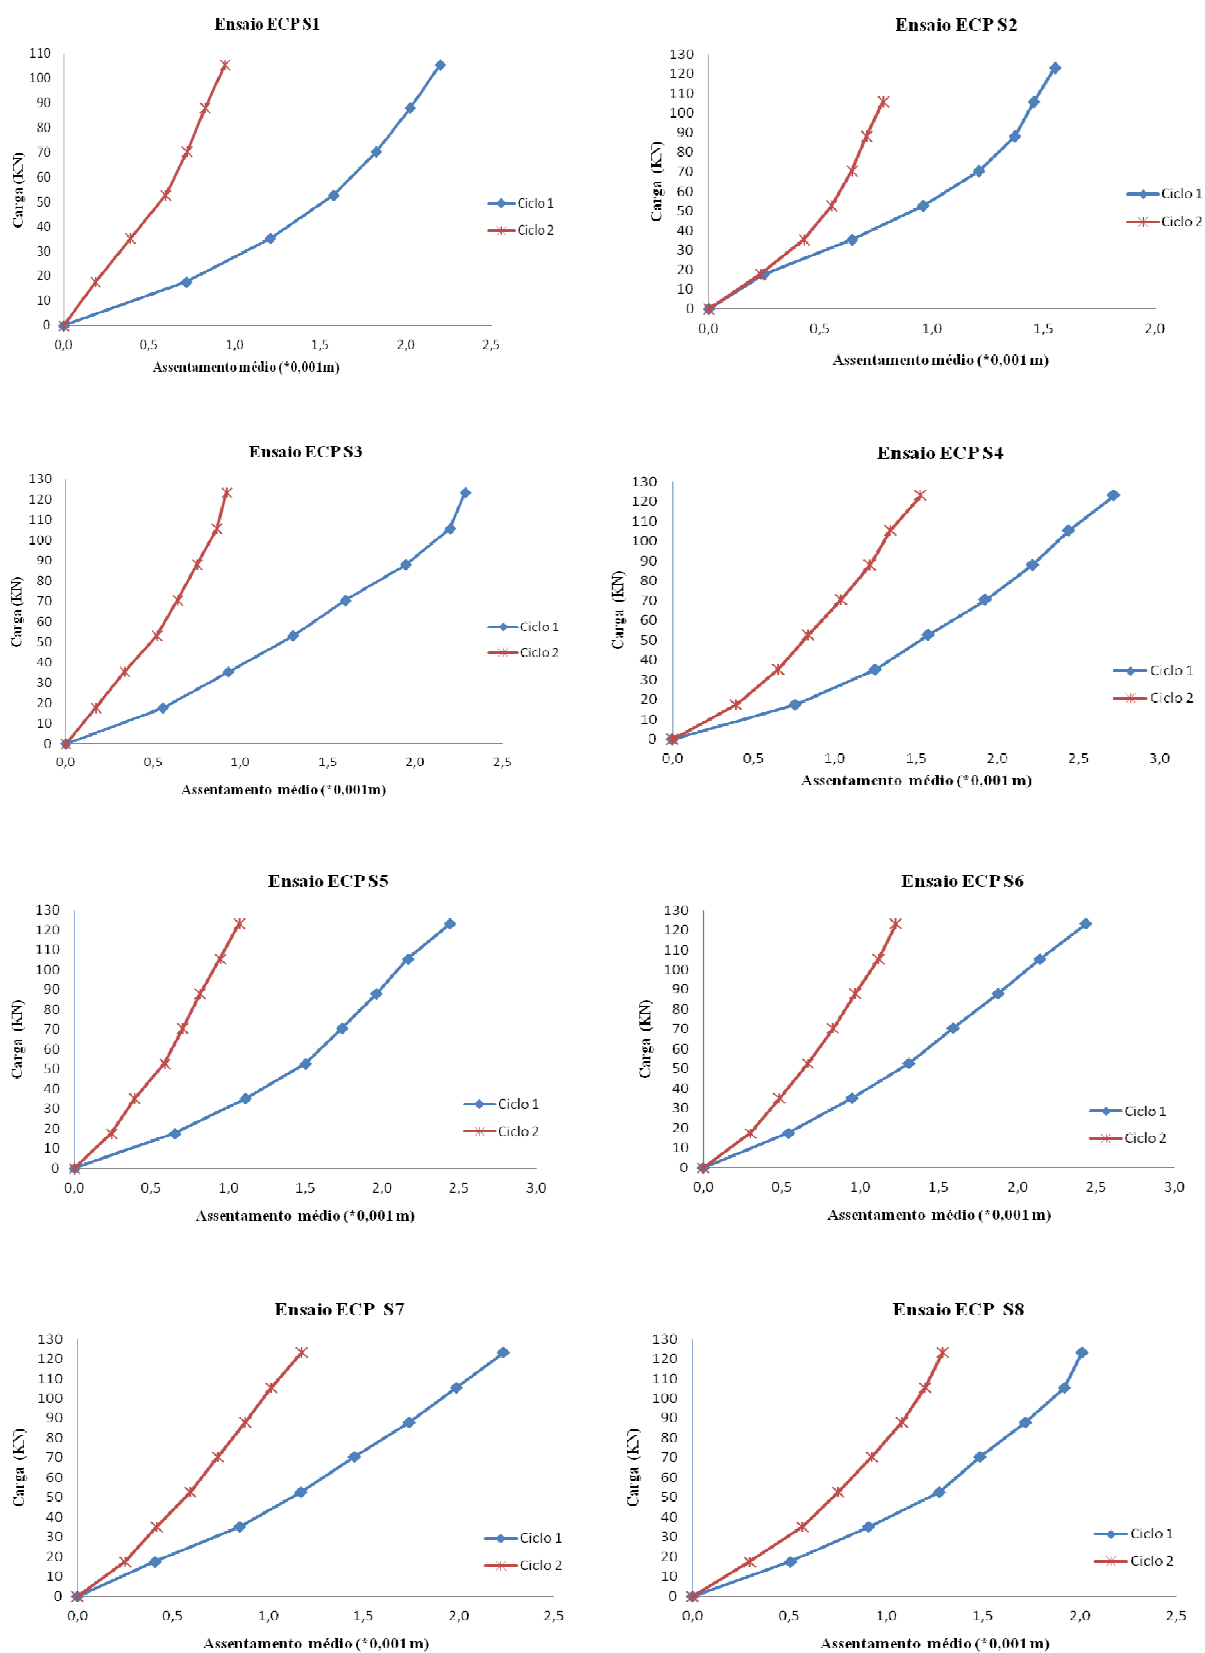 Ensaio ECP S1
110
100
90
80
70
60
50
40
30
20
10
0
Carga (KN)
0,0 0,5 1,0 1,5 2,0 2,5
Assentamento médio (*0,001m)
Ciclo 1
Ciclo 2
Ensaio ECP S2
130
120
110
100
90
80
70
60
50
40
30
20
10
0
Carga (KN)
0,0 0,5 1,0 1,5 2,0
Assentamento médio (*0,001 m)
Ciclo 1
Ciclo 2
Ensaio ECP S3
130
120
110
100
90
80
70
60
50
40
30
20
10
0
Carga (KN)
0,0 0,5 1,0 1,5 2,0 2,5
Assentamento médio (*0,001m)
Ciclo 1
Ciclo 2
Ensaio ECP S4
130
120
110
100
90
80
70
60
50
40
30
20
10
0
Carga (KN)
0,0 0,5 1,0 1,5 2,0 2,5 3,0
Assentamento médio (*0,001 m)
Ciclo 1
Ciclo 2
Ensaio ECP S5
130
120
110
100
90
80
70
60
50
40
30
20
10
0
Carga (KN)
0,0 0,5 1,0 1,5 2,0 2,5 3,0
Assentamento médio (*0,001 m)
Ciclo 1
Ciclo 2
Ensaio ECP S6
130
120
110
100
90
80
70
60
50
40
30
20
10
0
Carga (KN)
0,0 0,5 1,0 1,5 2,0 2,5 3,0
Assentamento médio (*0,001 m)
Ciclo 1
Ciclo 2
Ensaio ECP S7
130
120
110
100
90
80
70
60
50
40
30
20
10
0
Carga (KN)
0,0 0,5 1,0 1,5 2,0 2,5
Assentamento médio (*0,001 m)
Ciclo 1
Ciclo 2
Ensaio ECP S8
130
120
110
100
90
80
70
60
50
40
30
20
10
0
Carga (KN)
0,0 0,5 1,0 1,5 2,0 2,5
Assentamento médio (*0,001 m)
Ciclo 1
Ciclo 2